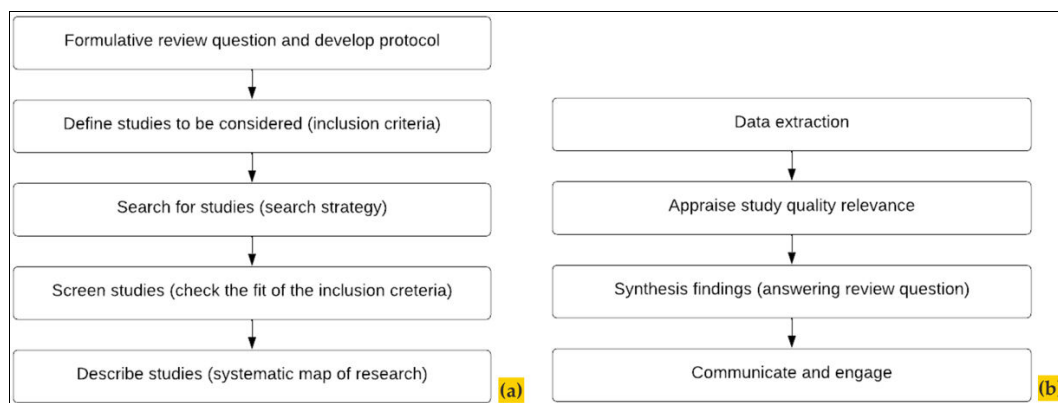 Formulative review question and develop protocol
Define studies to be considered (inclusion criteria)
Search for studies (search strategy)
Screen studies (check the fit of the inclusion creteria)
Describe studies (systematic map of research)
(a)
Data extraction
Appraise study quality relevance
Synthesis findings (answering review question)
Communicate and engage
(b)